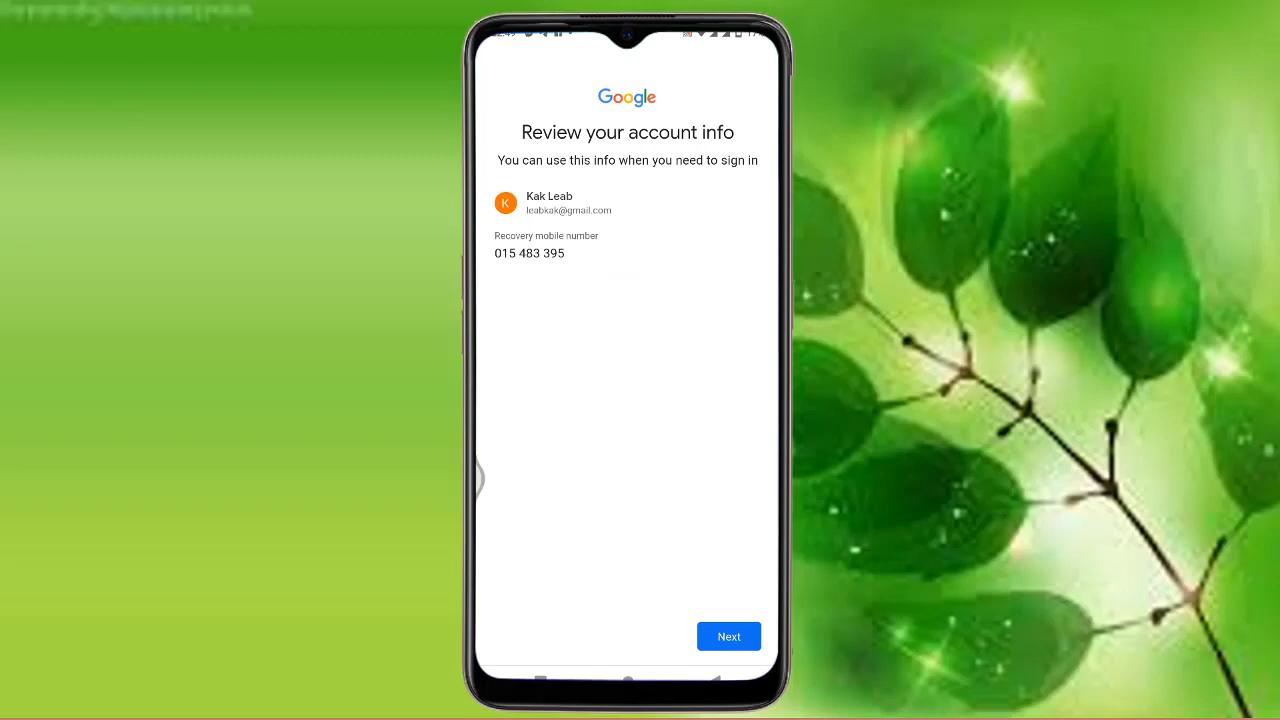 Google
Review your account info
You can use this info when you need to sign in
K
Kak Leab
leabkak@gmail.com
Recovery mobile number
015 483 395
Next